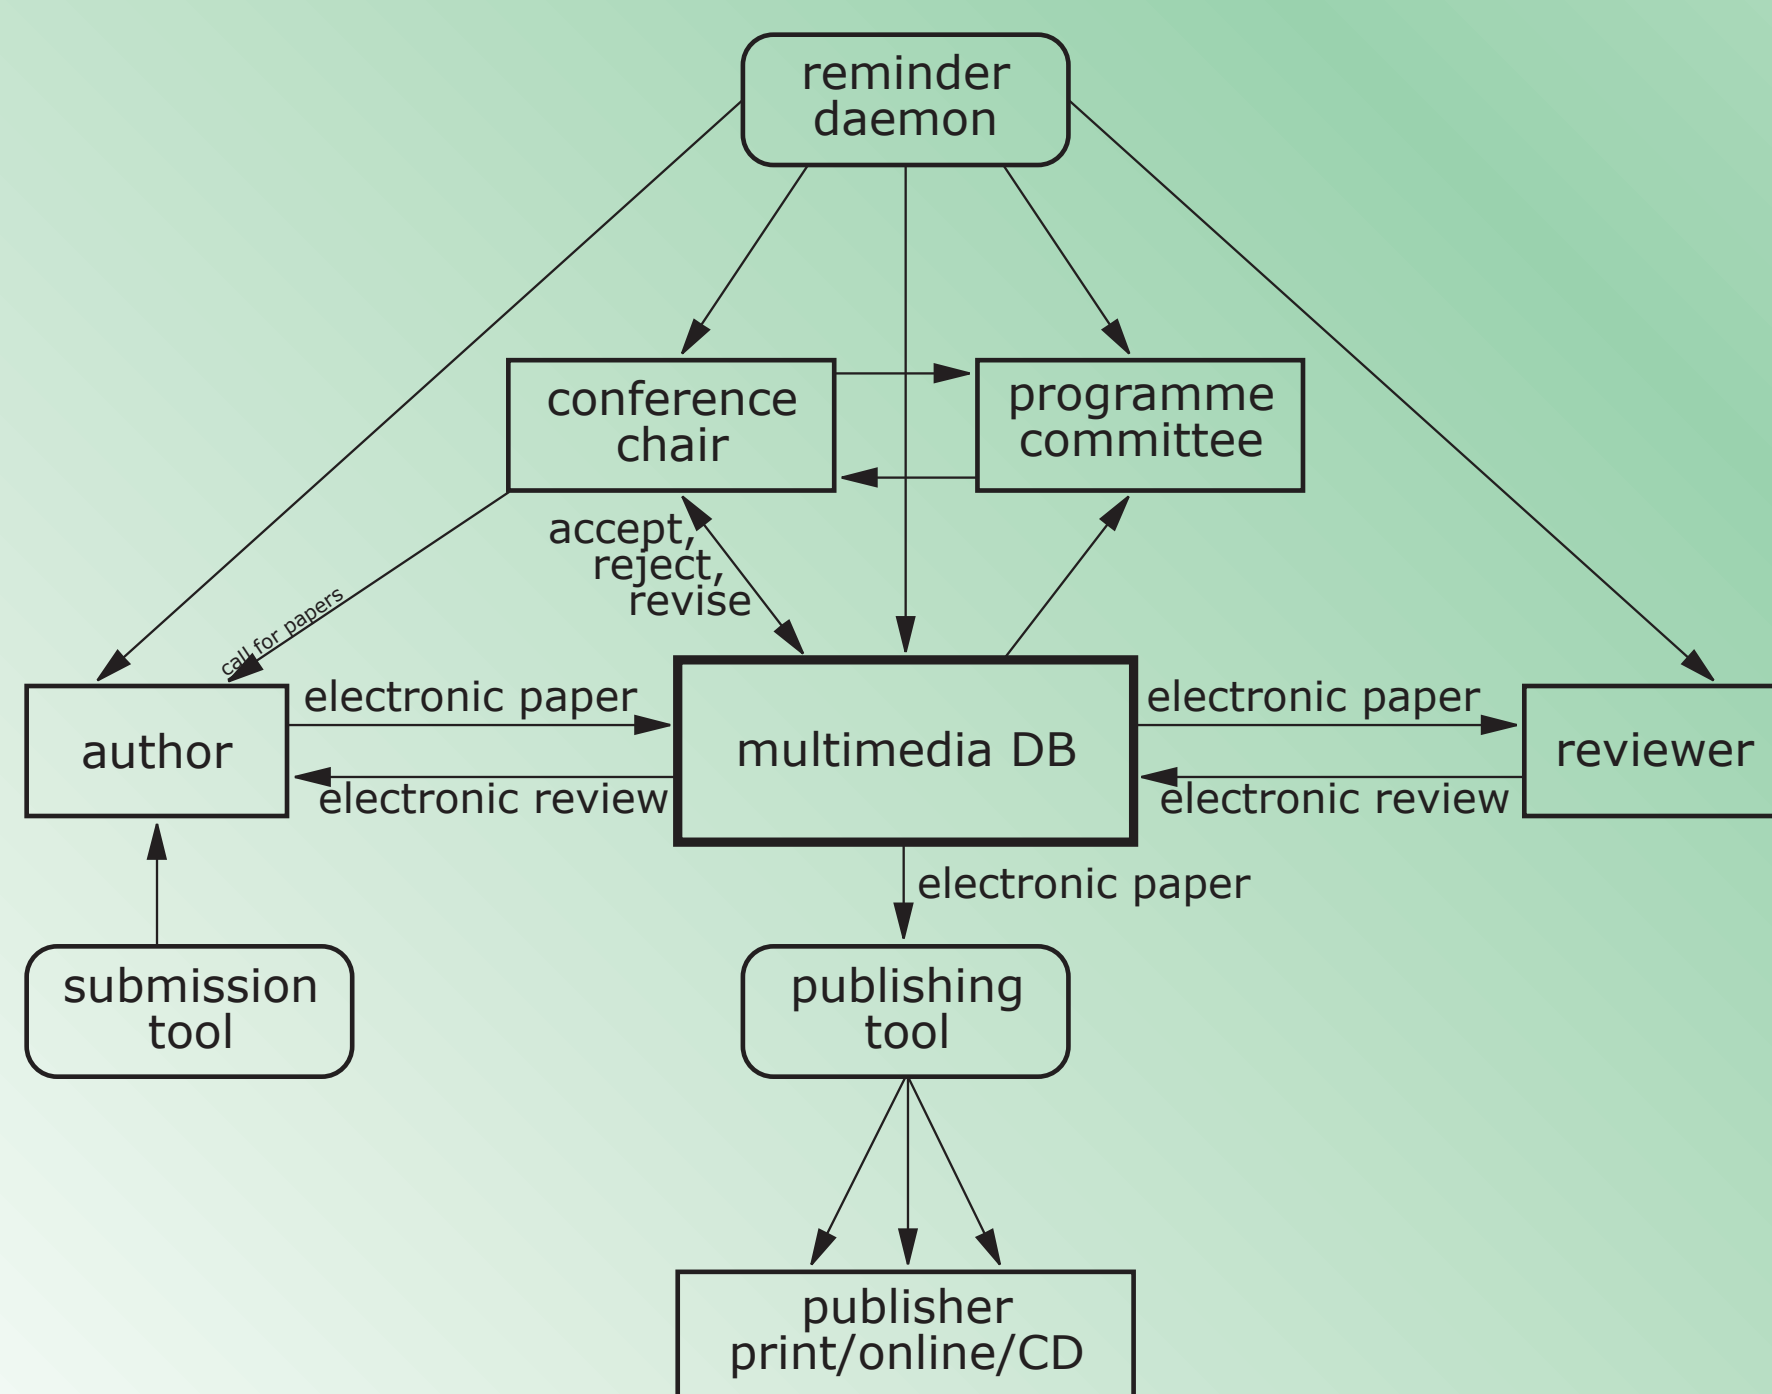 reminder
daemon
conference
chair
programme
committee
accept,
reject,
revise
call for papers
electronic paper
electronic paper
author
multimedia DB
reviewer
electronic review
electronic review
electronic paper
submission
tool
publishing
tool
publisher
print/online/CD